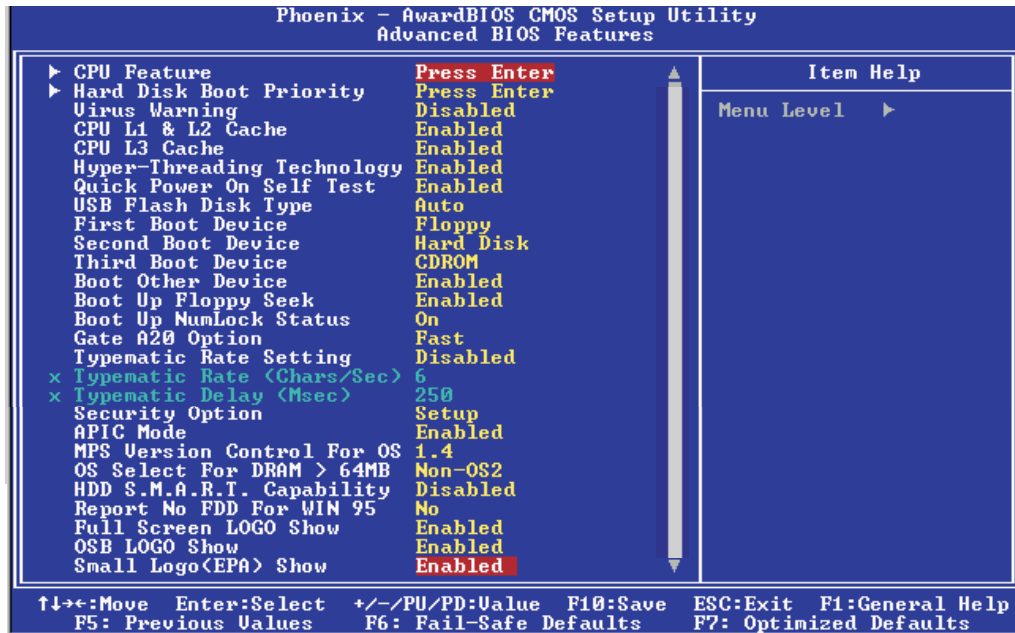 Phoenix - AwardBIOS CMOS Setup Utility
Advanced BIOS Features
CPU Feature Press Enter
Hard Disk Boot Priority Press Enter
Virus Warning Disabled
CPU L1 & L2 Cache Enabled
CPU L3 Cache Enabled
Hyper-Threading Technology Enabled
Quick Power On Self Test Enabled
USB Flash Disk Type Auto
First Boot Device Floppy
Second Boot Device Hard Disk
Third Boot Device CDROM
Boot Other Device Enabled
Boot Up Floppy Seek Enabled
Boot Up NumLock Status On
Gate A20 Option Fast
Typematic Rate Setting Disabled
x Typematic Rate (Chars/Sec) 6
x Typematic Delay (Msec) 250
Security Option Setup
APIC Mode Enabled
MPS Version Control For OS 1.4
OS Select For DRAM > 64MB Non-OS2
HDD S.M.A.R.T. Capability Disabled
Report No FDD For WIN 95 No
Full Screen LOGO Show Enabled
OSB LOGO Show Enabled
Small Logo(EPA) Show Enabled
Item Help
Menu Level
↑↓→←:Move Enter:Select +/-/PU/PD:Value F10:Save ESC:Exit F1:General Help
F5: Previous Values F6: Fail-Safe Defaults F7: Optimized Defaults